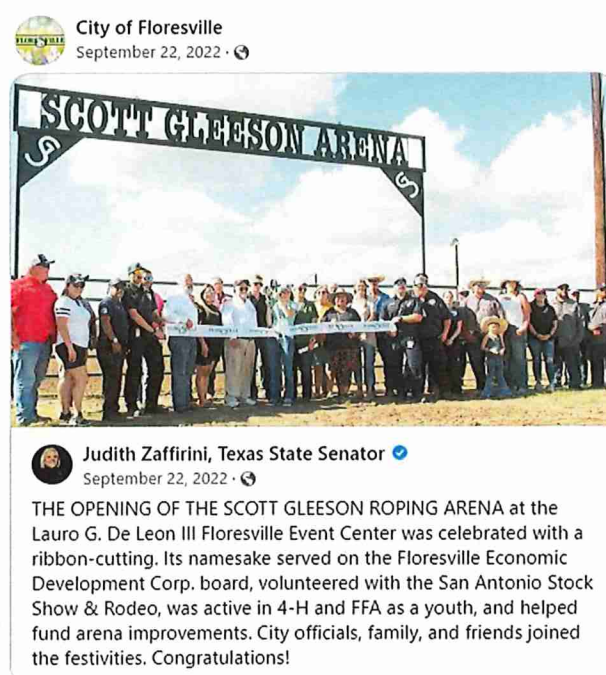 City of Floresville
September 22, 2022 ·
SCOTT GLEESON ARENA
Judith Zaffirini, Texas State Senator
September 22, 2022 ·
THE OPENING OF THE SCOTT GLEESON ROPING ARENA at the
Lauro G. De Leon III Floresville Event Center was celebrated with a
ribbon-cutting. Its namesake served on the Floresville Economic
Development Corp. board, volunteered with the San Antonio Stock
Show & Rodeo, was active in 4-H and FFA as a youth, and helped
fund arena improvements. City officials, family, and friends joined
the festivities. Congratulations!